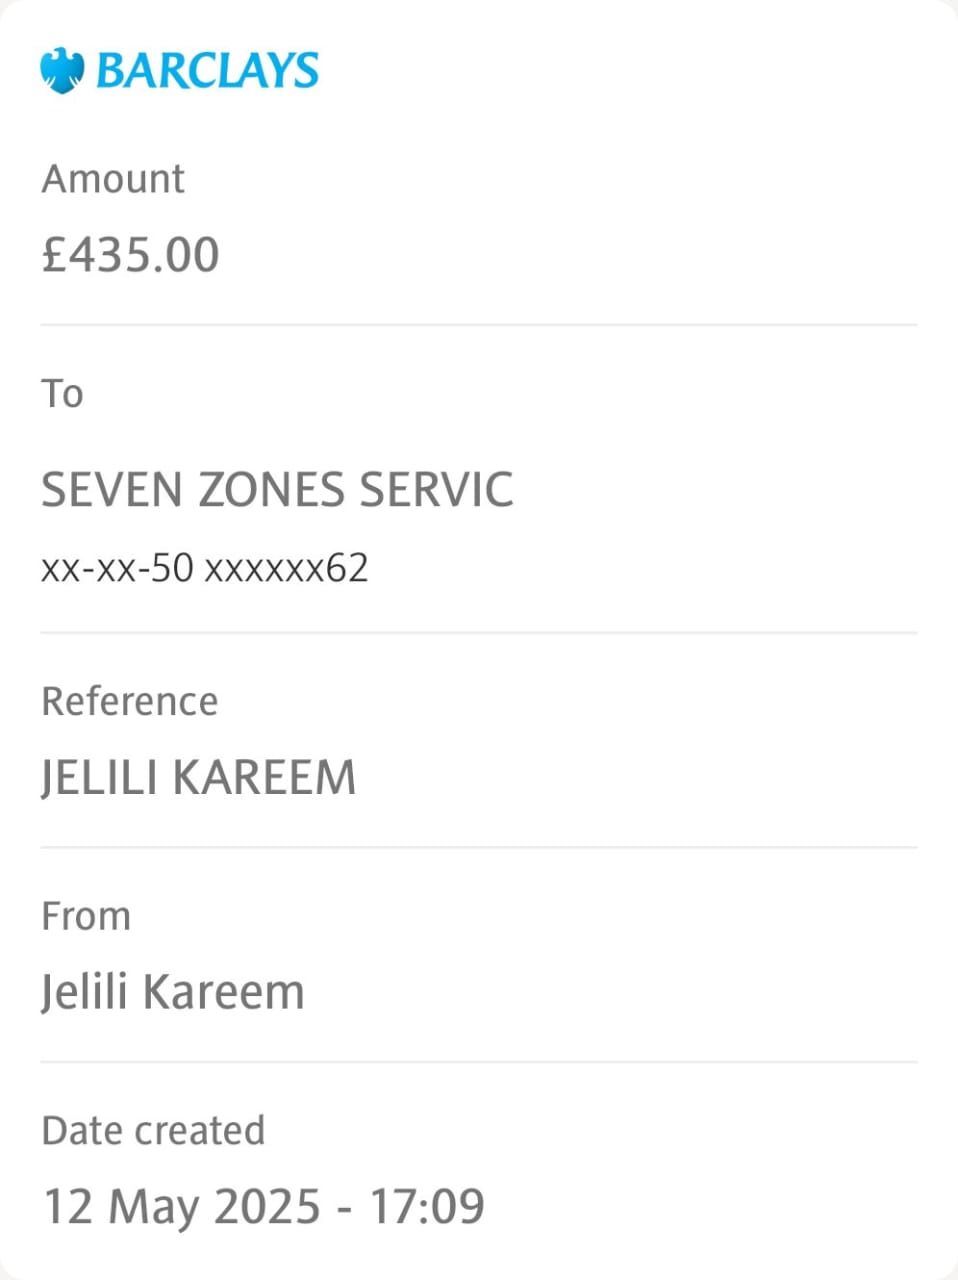 BARCLAYS
Amount
£435.00
To
SEVEN ZONES SERVIC
xx-xx-50 xxxxxx62
Reference
JELILI KAREEM
From
Jelili Kareem
Date created
12 May 2025 - 17:09